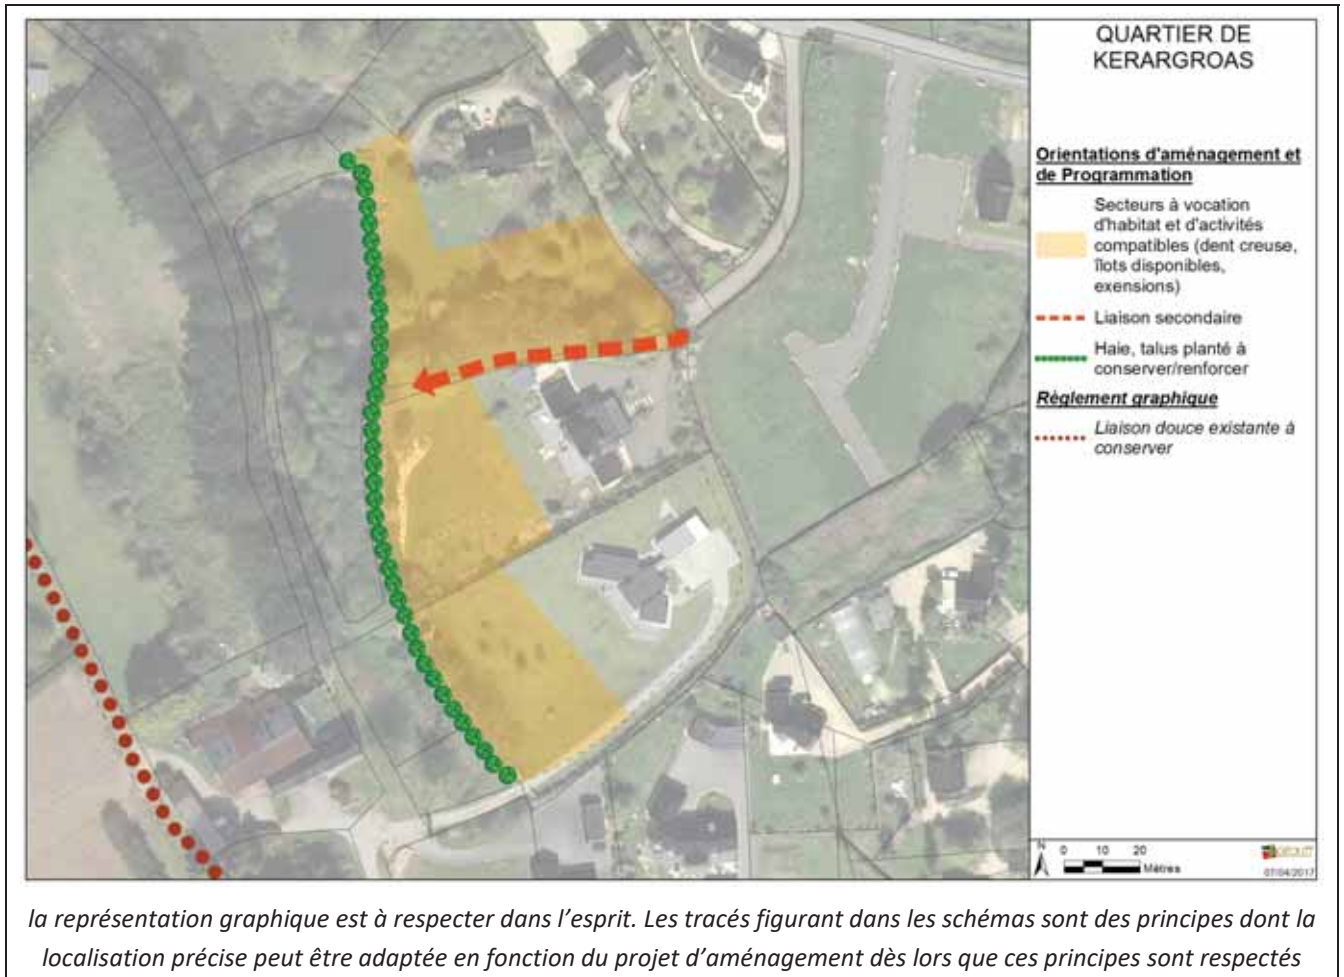 QUARTIER DE
KERARGROAS
Orientations d'aménagement et
de Programmation
Secteurs à vocation
d'habitat et d'activités
compatibles (dent creuse,
îlots disponibles,
exensions)
Liaison secondaire
Haie, talus planté à
conserver/renforcer
Règlement graphique
Liaison douce existante à
conserver
N
0 10 20
Mètres
07/04/2017
la représentation graphique est à respecter dans l'esprit. Les tracés figurant dans les schémas sont des principes dont la
localisation précise peut être adaptée en fonction du projet d'aménagement dès lors que ces principes sont respectés